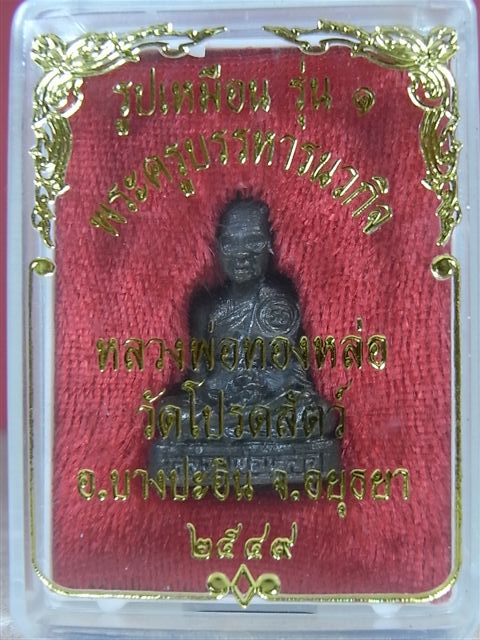 รูปเหมือน รุ่น ๑
พระครูบรรหารนวกิจ
หลวงพ่อทองหล่อ
วัดโปรดสัตว์
อ.บางปะอิน จ.อยุธยา
๒๕๔๙